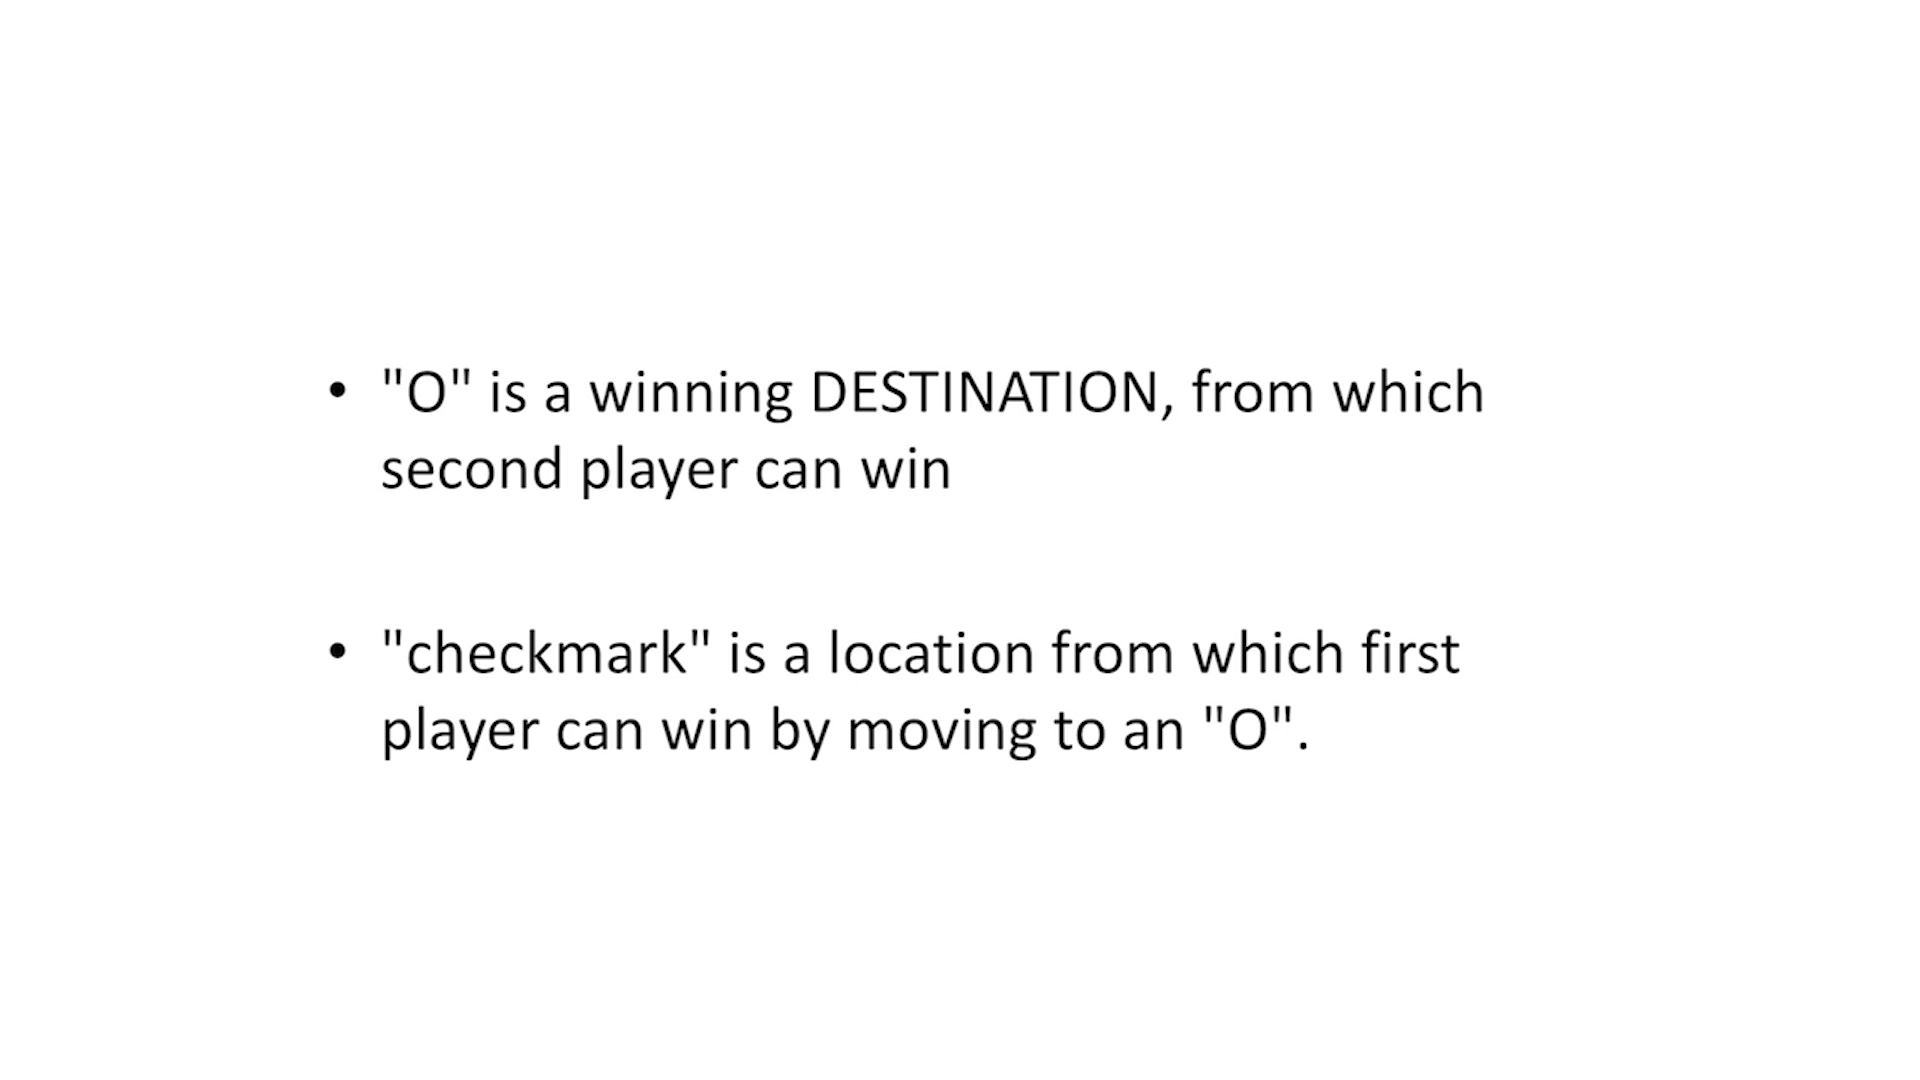 • "O" is a winning DESTINATION, from which
second player can win
• "checkmark" is a location from which first
player can win by moving to an "O".